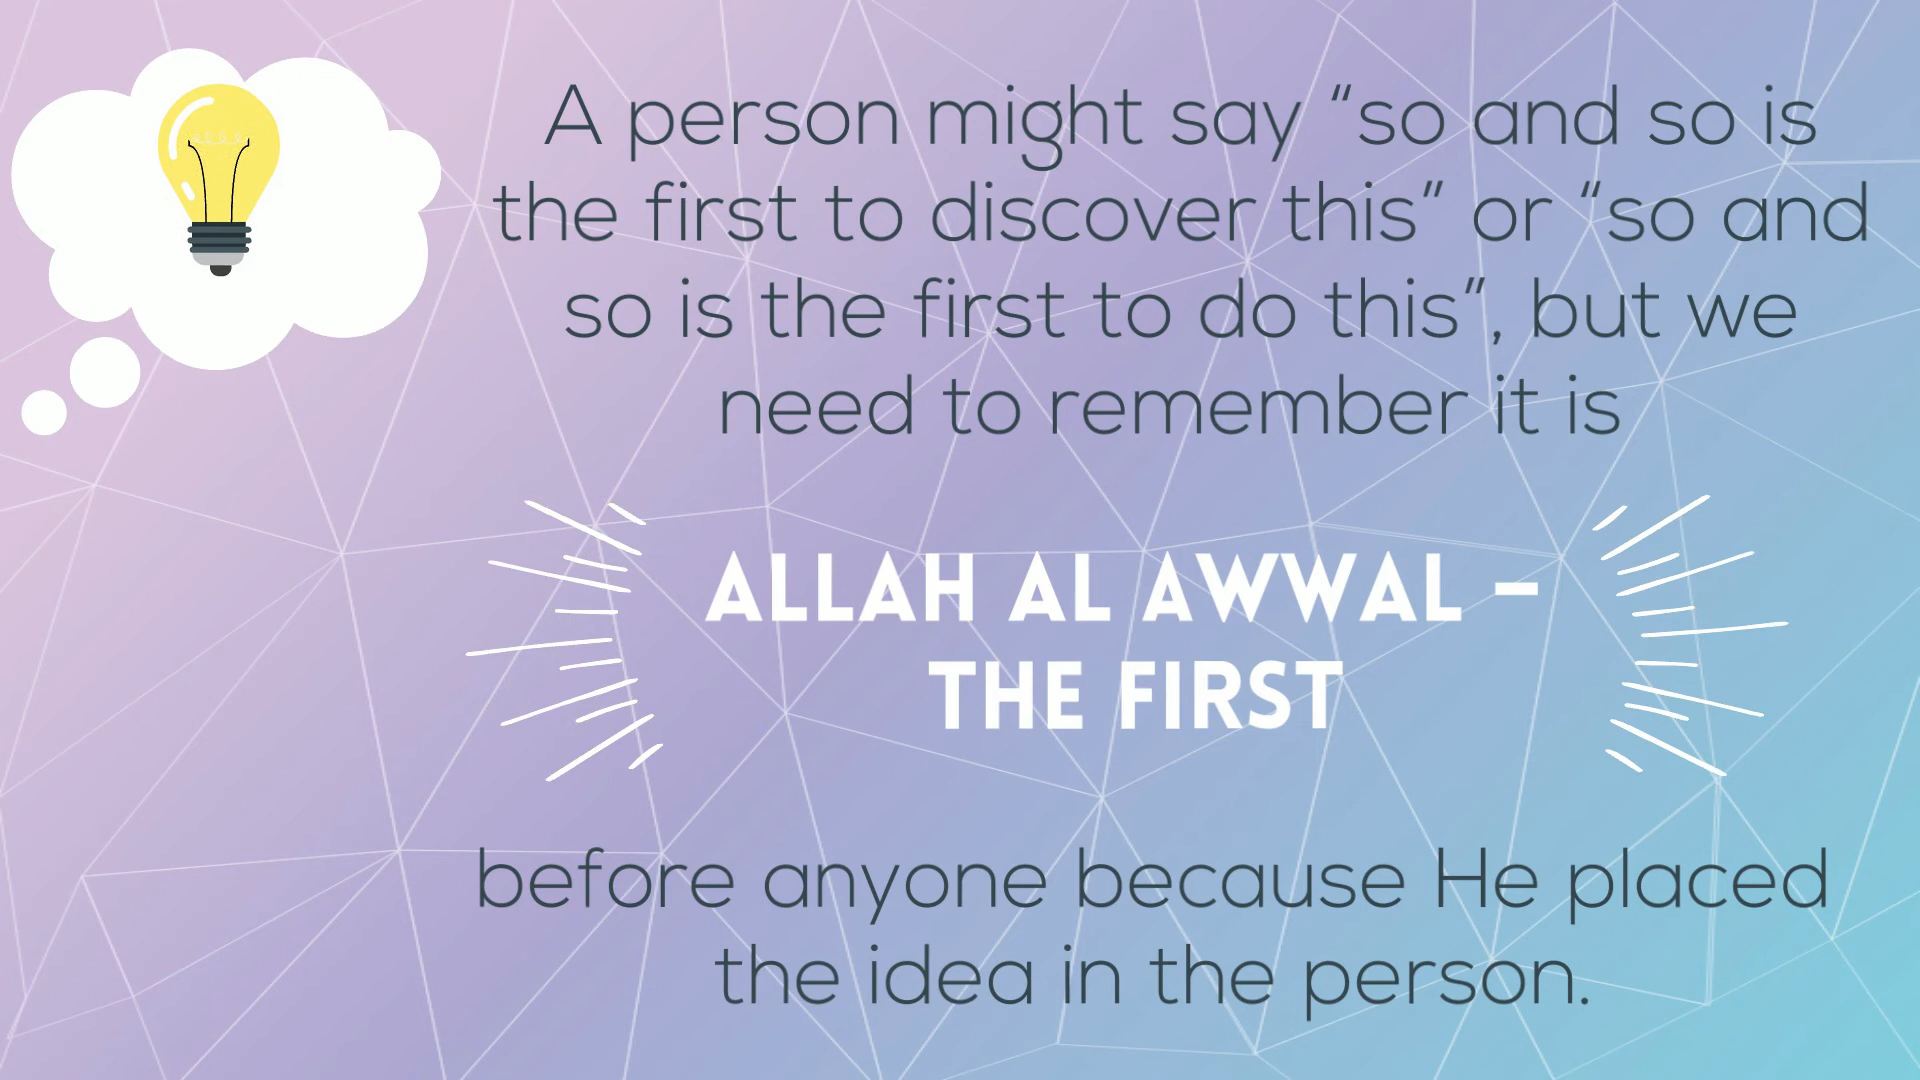 A person might say “so and so is
the first to discover this” or “so and
so is the first to do this”, but we
need to remember it is
ALLAH AL AWWAL –
THE FIRST
before anyone because He placed
the idea in the person.